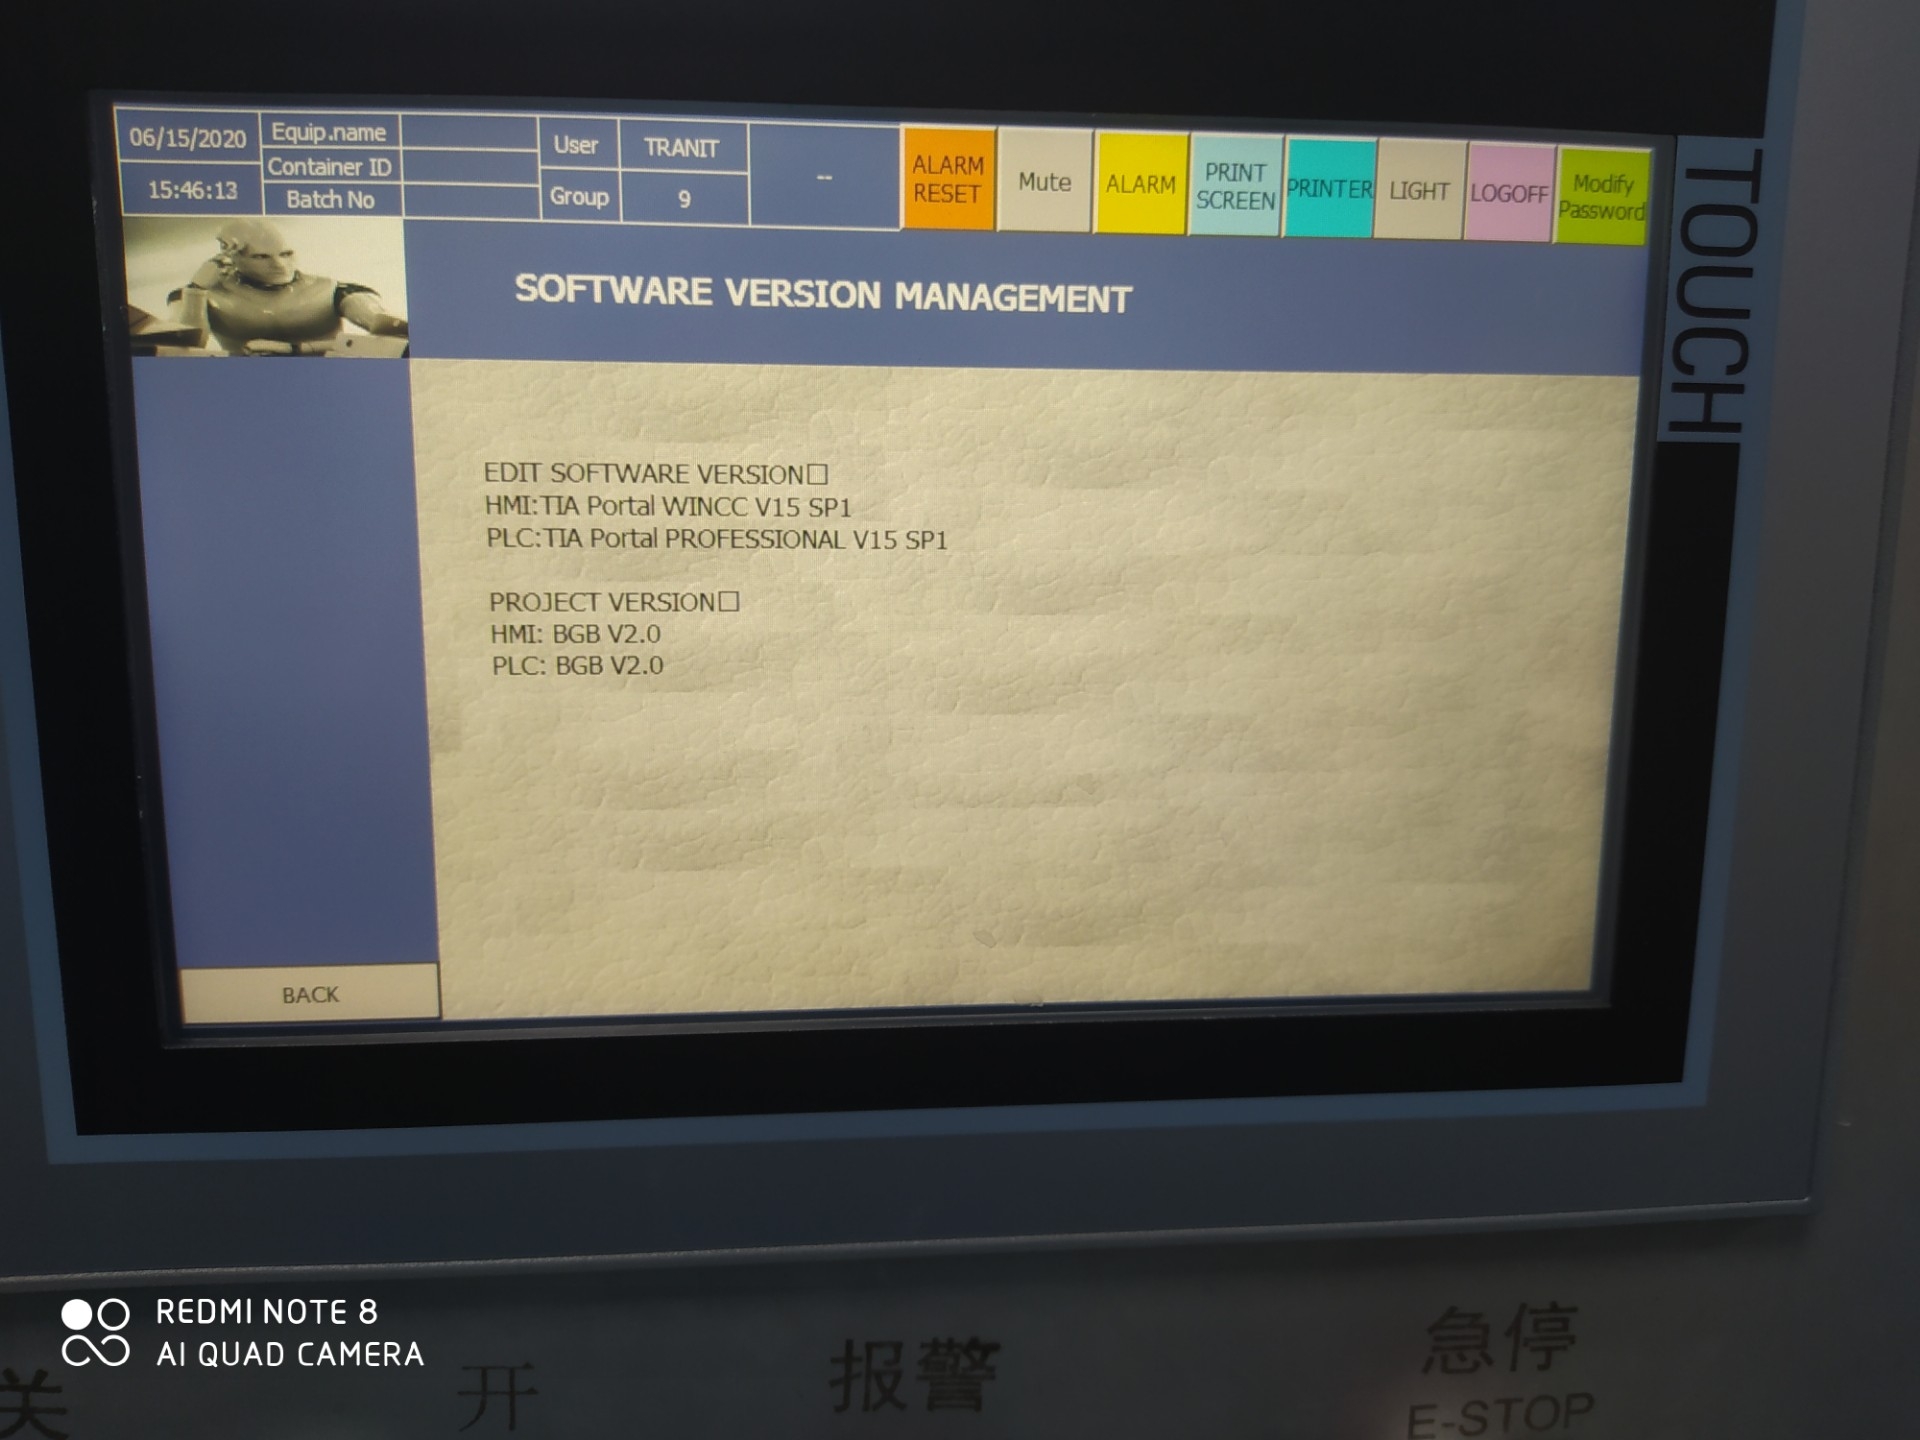 06/15/2020
15:46:13
Equip.name
Container ID
Batch No
User
TRANIT
Group
9
--
ALARM
RESET
Mute
ALARM
PRINT
SCREEN
PRINTER
LIGHT
LOGOFF
Modify
Password
TOUCH
SOFTWARE VERSION MANAGEMENT
EDIT SOFTWARE VERSION□
HMI:TIA Portal WINCC V15 SP1
PLC:TIA Portal PROFESSIONAL V15 SP1
PROJECT VERSION□
HMI: BGB V2.0
PLC: BGB V2.0
BACK
REDMI NOTE 8
AI QUAD CAMERA
关
开
报警
急停
E-STOP